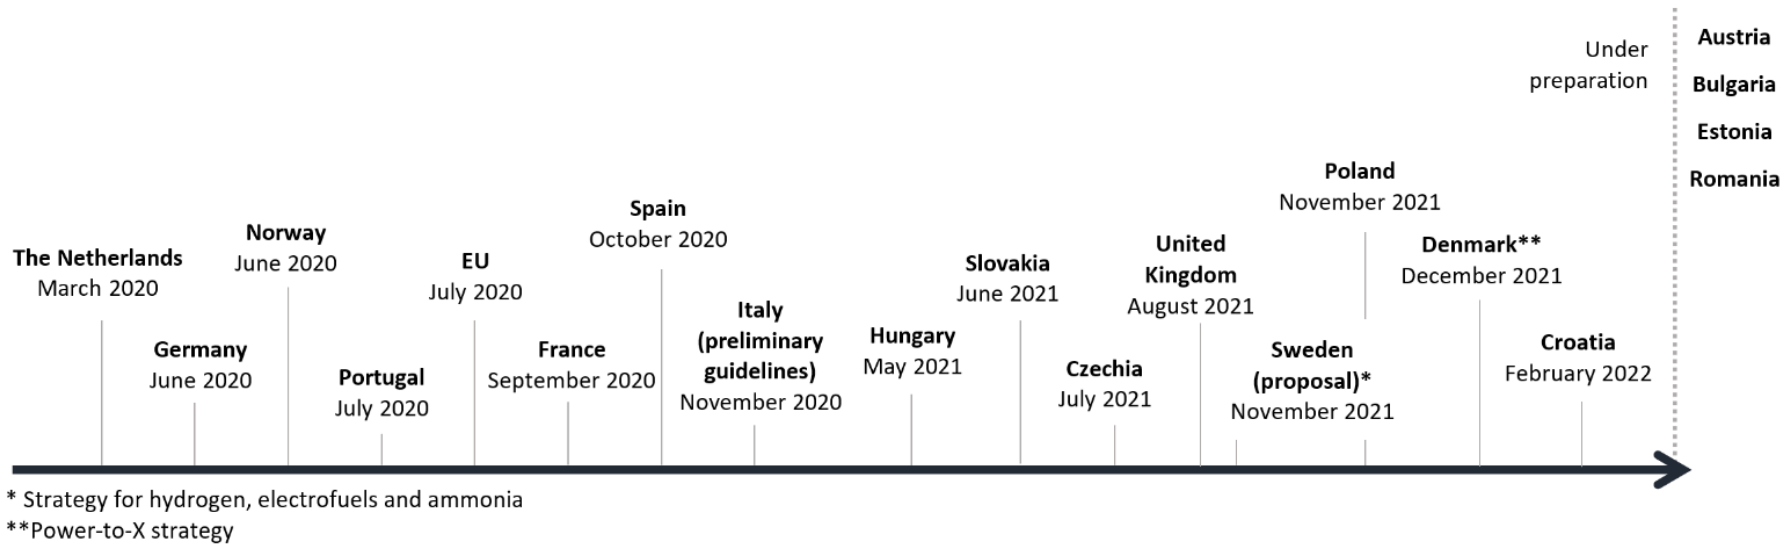 The Netherlands
March 2020
Germany
June 2020
Norway
June 2020
Portugal
July 2020
EU
July 2020
France
September 2020
Spain
October 2020
Italy
(preliminary
guidelines)
November 2020
Hungary
May 2021
Slovakia
June 2021
Czechia
July 2021
United
Kingdom
August 2021
Sweden
(proposal)*
November 2021
Poland
November 2021
Denmark**
December 2021
Croatia
February 2022
Under
preparation
Austria
Bulgaria
Estonia
Romania
* Strategy for hydrogen, electrofuels and ammonia
**Power-to-X strategy